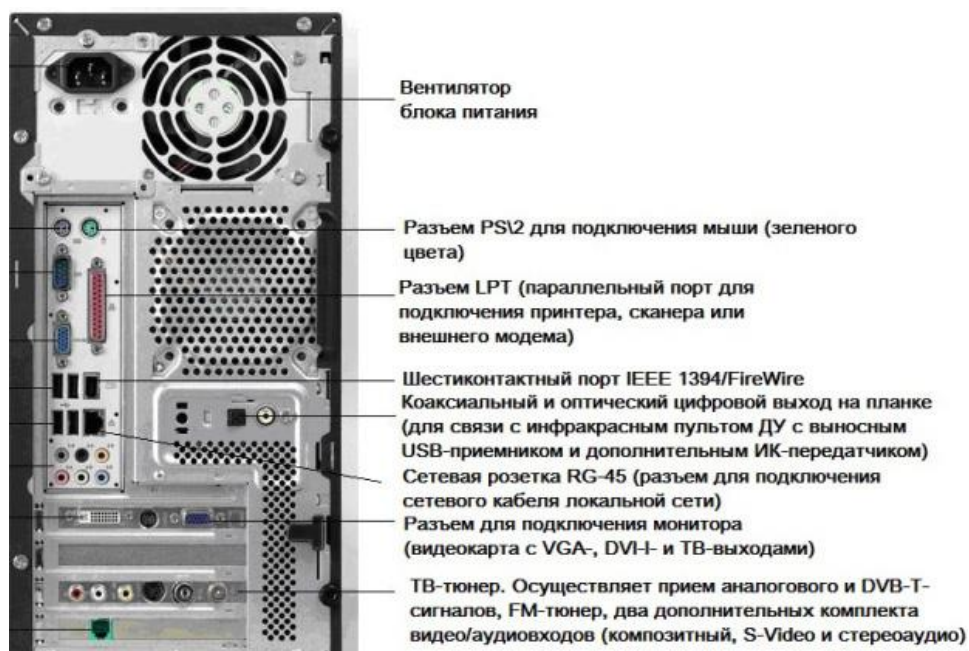 Вентилятор
блока питания
Разъем PS\2 для подключения мыши (зеленого
цвета)
Разъем LPT (параллельный порт для
подключения принтера, сканера или
внешнего модема)
Шестиконтактный порт IEEE 1394/FireWire
Коаксиальный и оптический цифровой выход на планке
(для связи с инфракрасным пультом ДУ с выносным
USB-приемником и дополнительным ИК-передатчиком)
Сетевая розетка RG-45 (разъем для подключения
сетевого кабеля локальной сети)
Разъем для подключения монитора
(видеокарта с VGA-, DVI-I- и ТВ-выходами)
ТВ-тюнер. Осуществляет прием аналогового и DVB-T-
сигналов, FM-тюнер, два дополнительных комплекта
видео/аудиовходов (композитный, S-Video и стереоаудио)